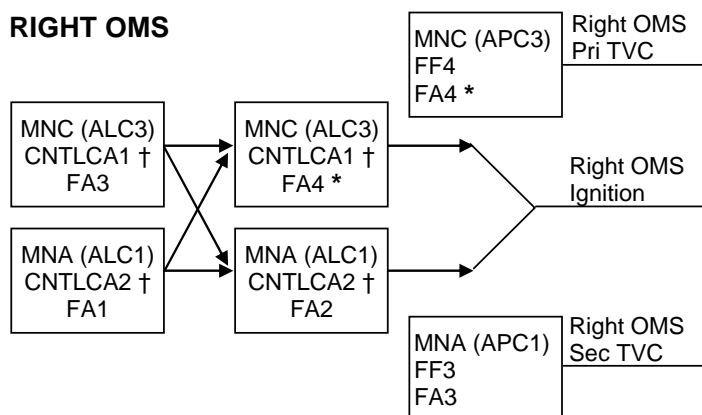 RIGHT OMS
MNC (APC3)
FF4
FA4 *
Right OMS
Pri TVC
MNC (ALC3)
CNTLCA1 †
FA3
MNC (ALC3)
CNTLCA1 †
FA4 *
Right OMS
Ignition
MNA (ALC1)
CNTLCA2 †
FA1
MNA (ALC1)
CNTLCA2 †
FA2
MNA (APC1)
FF3
FA3
Right OMS
Sec TVC